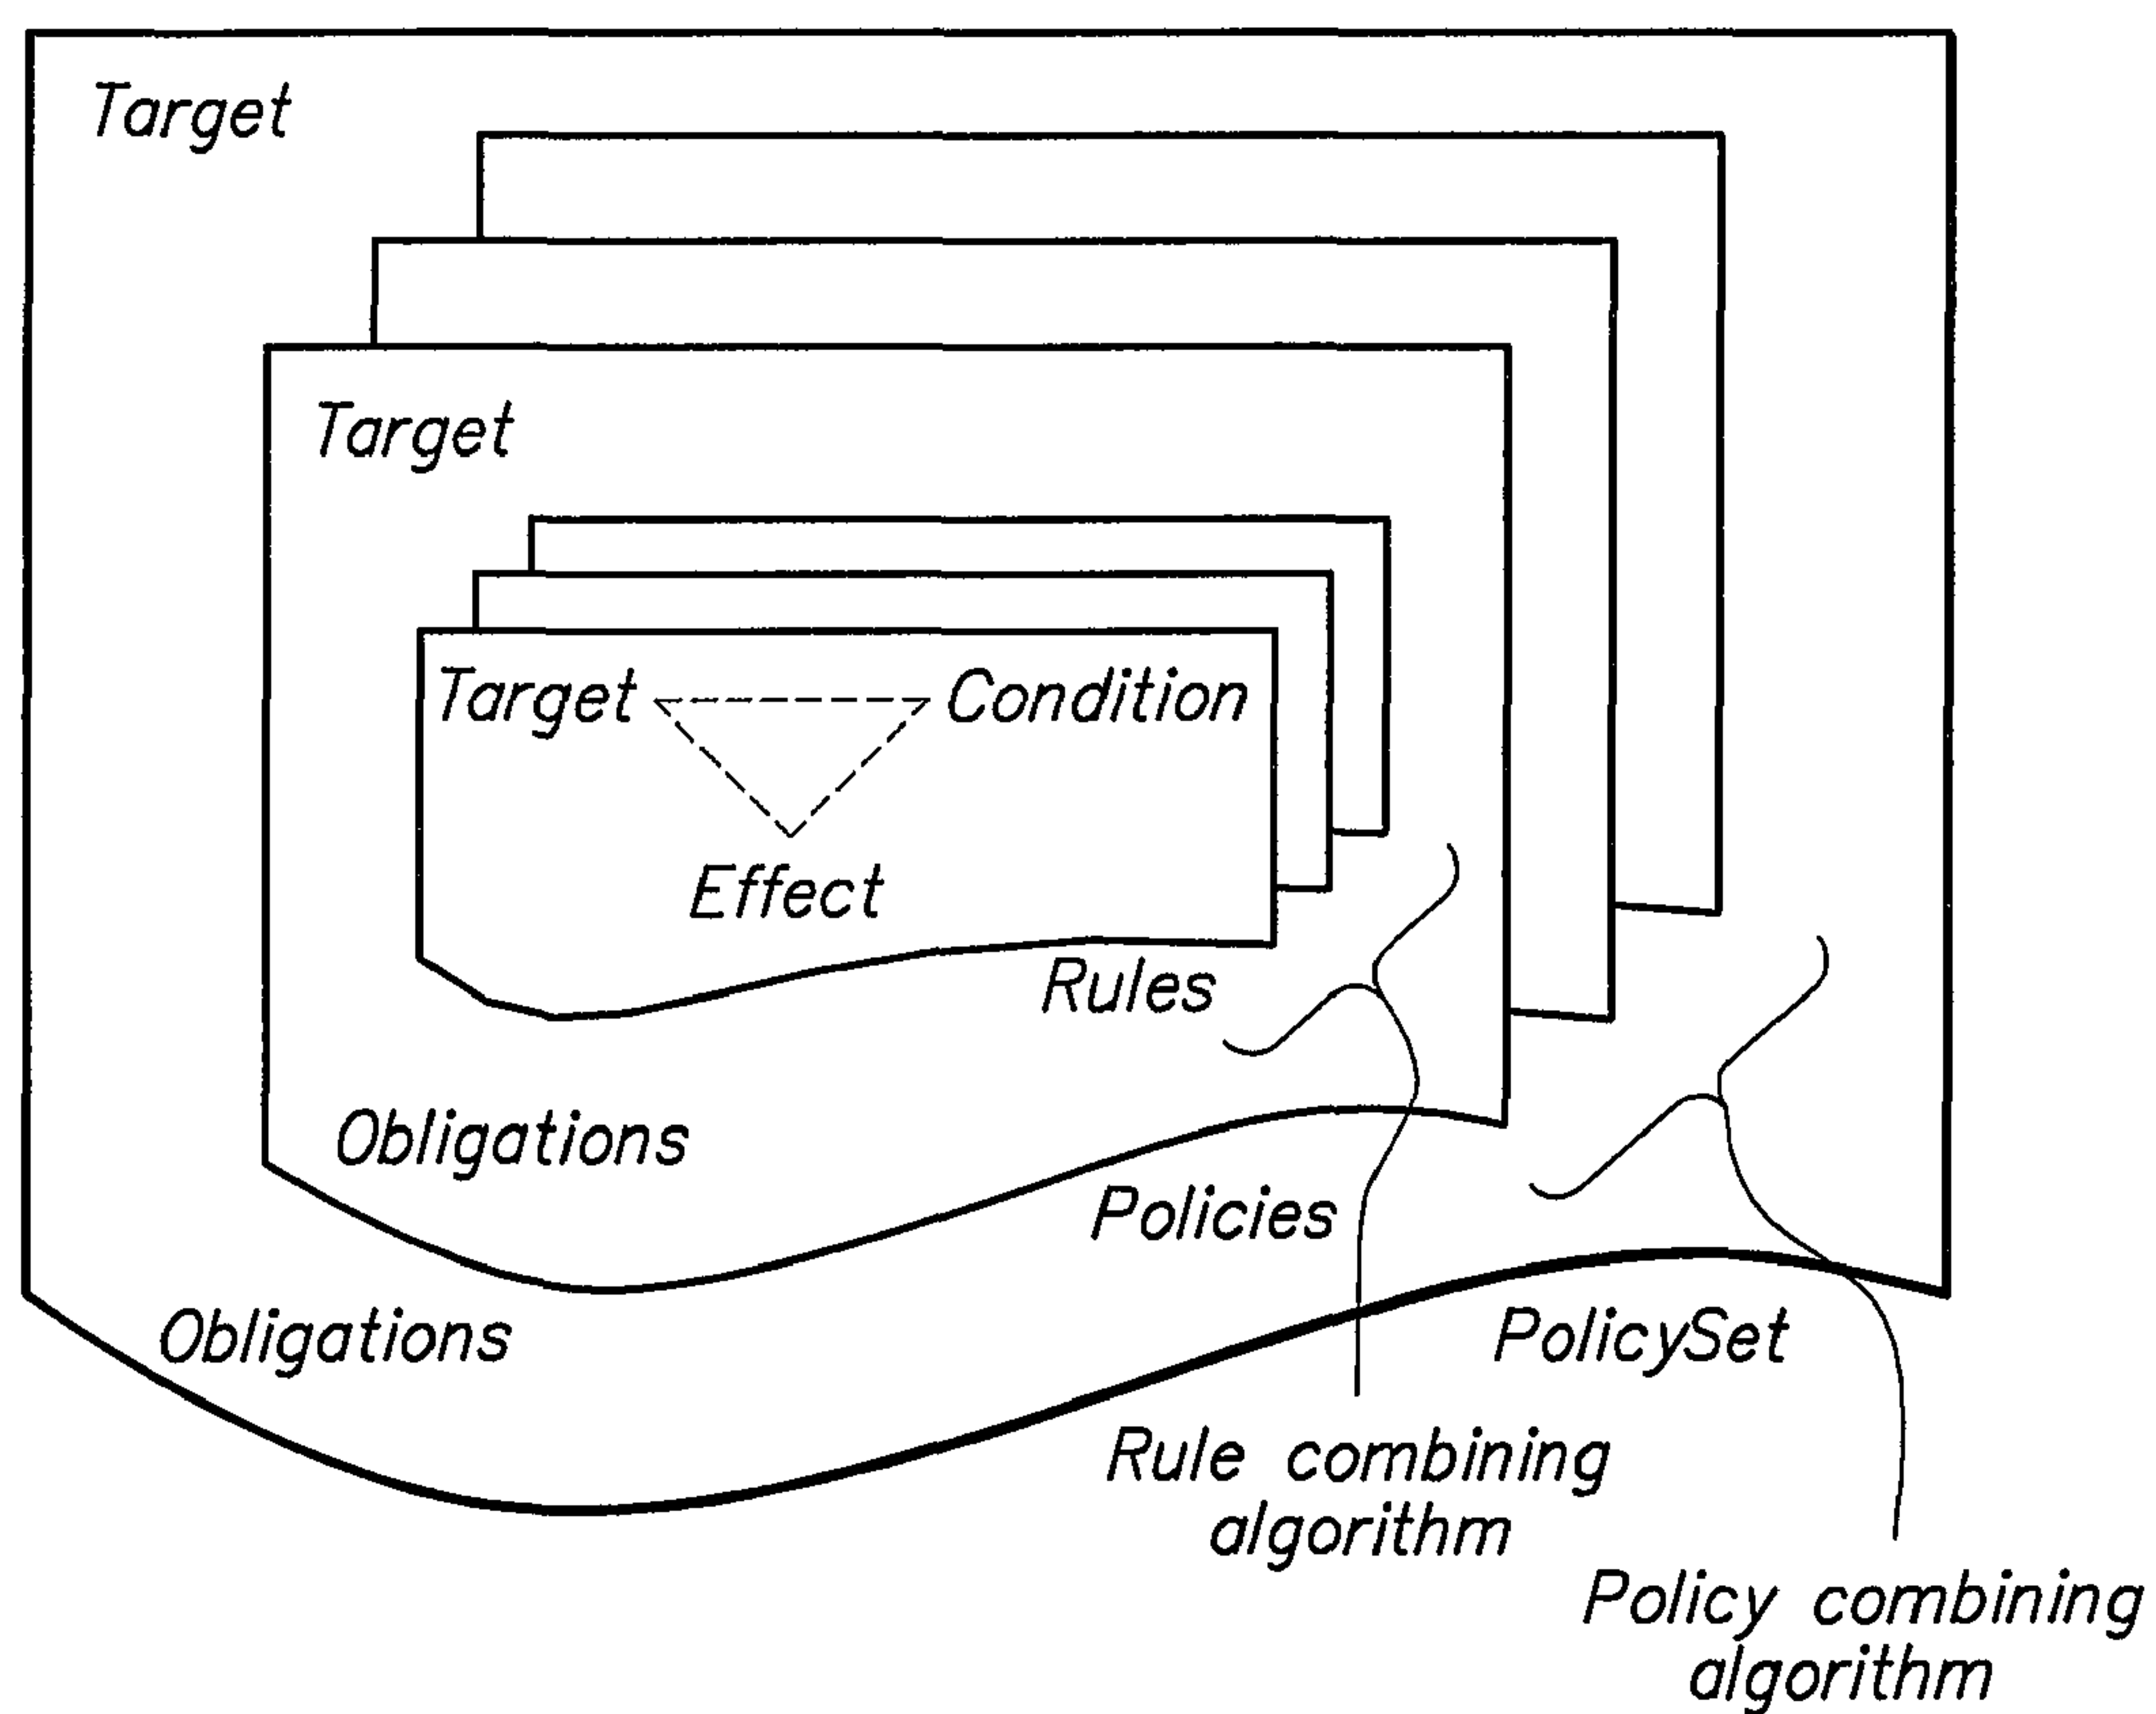 Target
Target
Target Condition
Effect
Rules
Obligations
Policies
Obligations
PolicySet
Rule combining
algorithm
Policy combining
algorithm